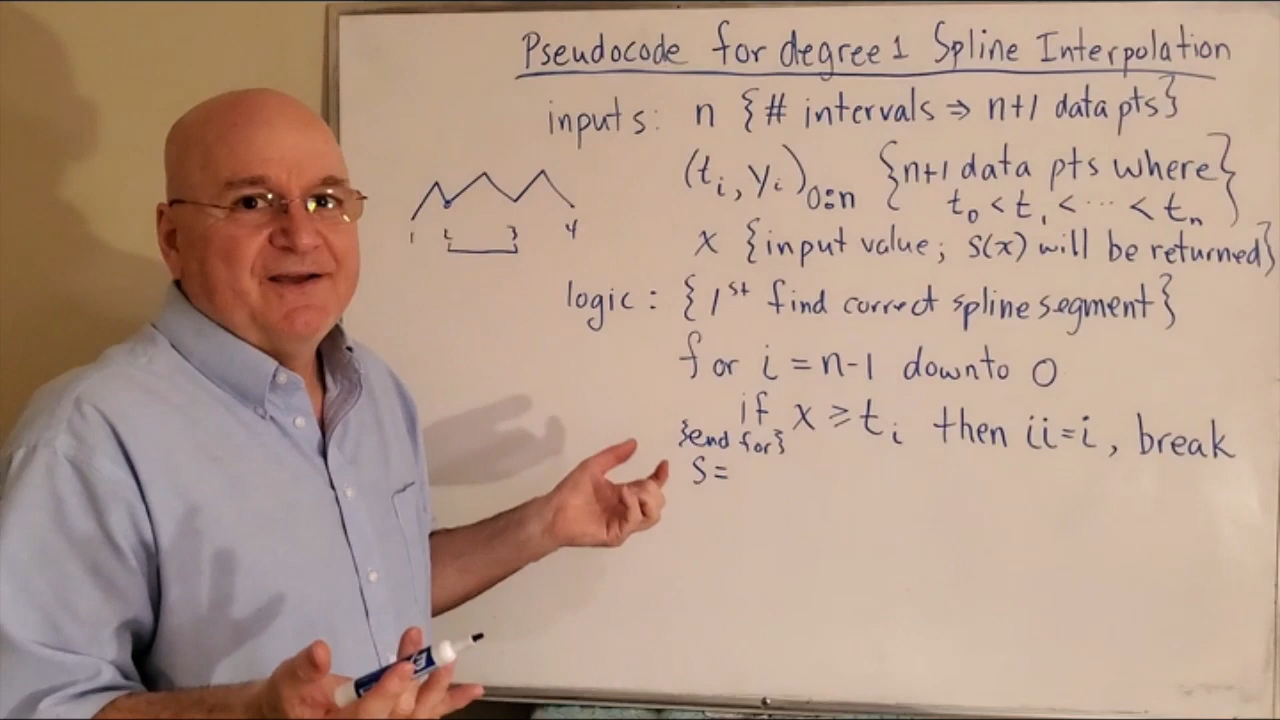 Pseudocode for degree 1 Spline Interpolation
inputs: n {# intervals ⇒ n+1 data pts}
(tᵢ, yᵢ)₀:ₙ {n+1 data pts where
t₀ < t₁ < ⋯ < tₙ}
x {input value; S(x) will be returned}
1 2 3 4
logic: {1ˢᵗ find correct spline segment}
for i = n-1 downto 0
if x ≥ tᵢ then ii=i, break
{end for}
S=